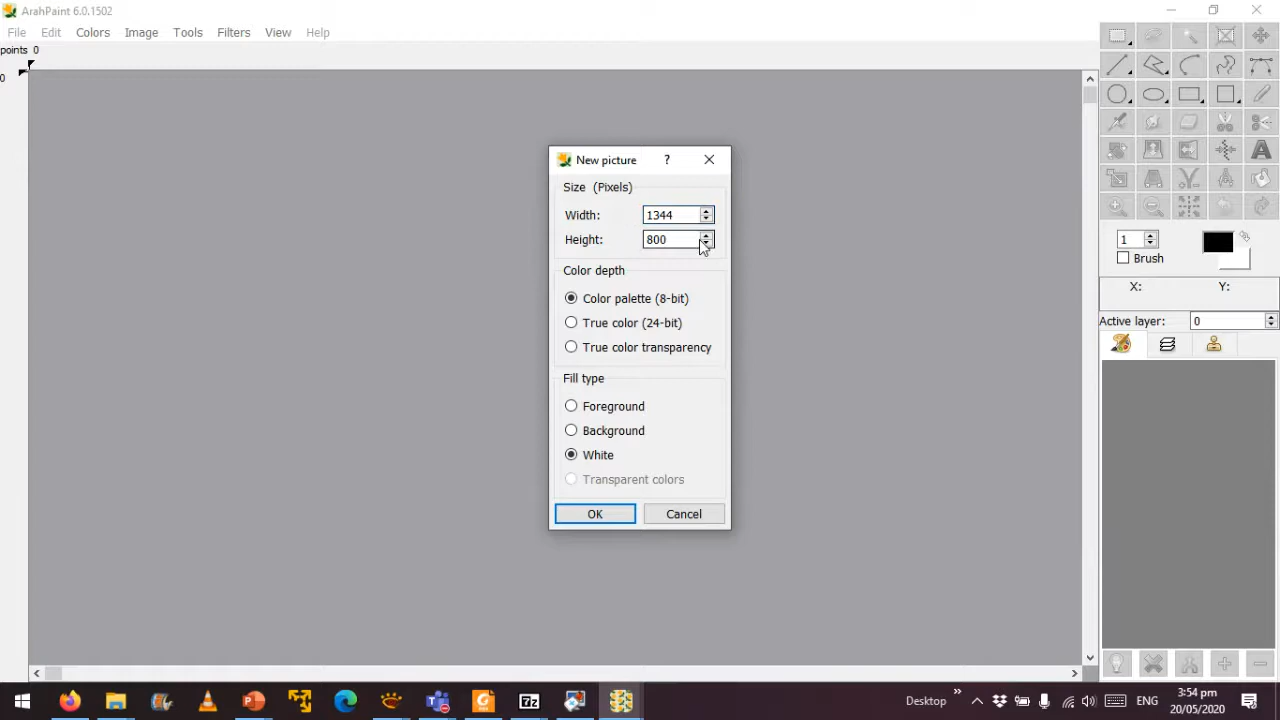 ArahPaint 6.0.1502
File Edit Colors Image Tools Filters View Help
points 0
0
New picture ?
Size (Pixels)
Width: 1344
Height: 800
Color depth
Color palette (8-bit)
True color (24-bit)
True color transparency
Fill type
Foreground
Background
White
Transparent colors
OK Cancel
1
Brush
X: Y:
Active layer: 0
7z
Desktop ENG
3:54 pm
20/05/2020